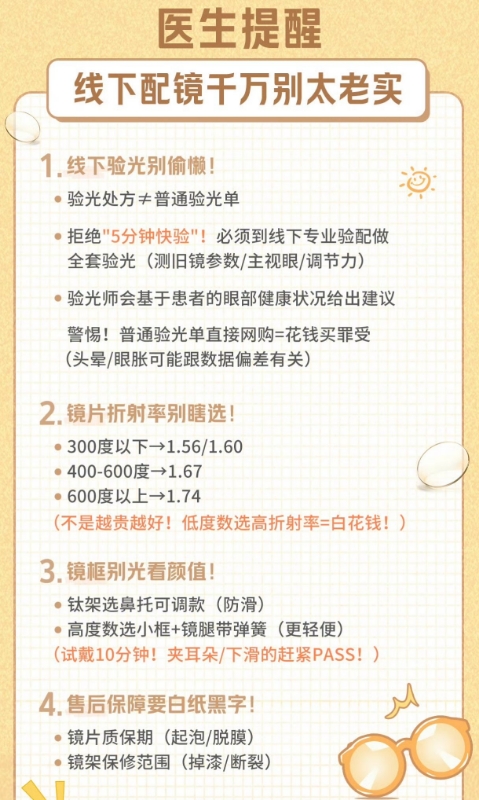 医生提醒
线下配镜千万别太老实
1.线下验光别偷懒！
• 验光处方≠普通验光单
• 拒绝"5分钟快验"！必须到线下专业验配做
全套验光（测旧镜参数/主视眼/调节力）
• 验光师会基于患者的眼部健康状况给出建议
警惕！普通验光单直接网购=花钱买罪受
（头晕/眼胀可能跟数据偏差有关）
2.镜片折射率别瞎选！
• 300度以下→1.56/1.60
• 400-600度→1.67
• 600度以上→1.74
（不是越贵越好！低度数选高折射率=白花钱！）
3.镜框别光看颜值！
• 钛架选鼻托可调款（防滑）
• 高度数选小框+镜腿带弹簧（更轻便）
（试戴10分钟！夹耳朵/下滑的赶紧PASS！）
4.售后保障要白纸黑字！
• 镜片质保期（起泡/脱膜）
• 镜架保修范围（掉漆/断裂）